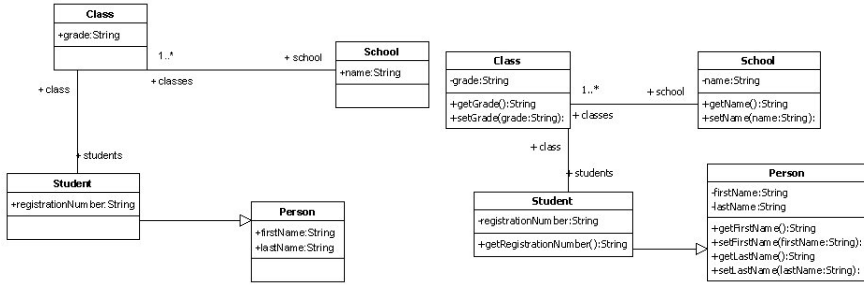 Class
+grade:String
1..*
+ school
+ classes
School
+name:String
+ class
+ students
Student
+registrationNumber:String
Person
+firstName:String
+lastName:String
Class
-grade:String
+getGrade():String
+setGrade(grade:String):
1..*
+ school
+ classes
School
-name:String
+getName():String
+setName(name:String):
+ class
+ students
Student
-registrationNumber:String
+getRegistrationNumber():String
Person
-firstName:String
-lastName:String
+getFirstName():String
+setFirstName(firstName:String):
+getLastName():String
+setLastName(lastName:String):